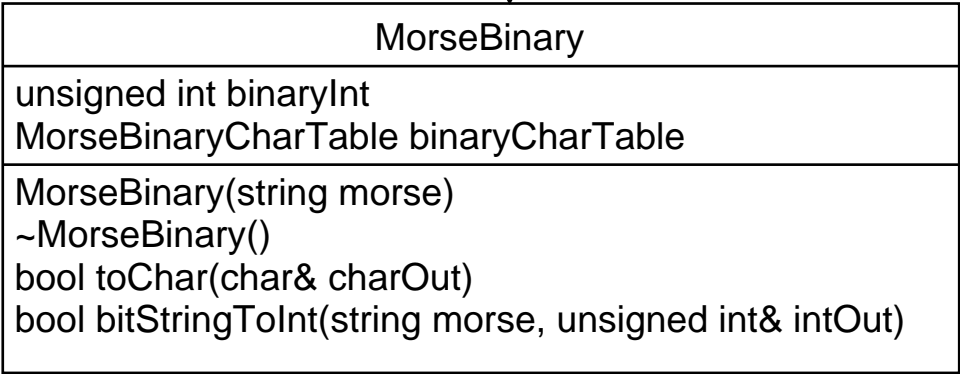 MorseBinary
unsigned int binaryInt
MorseBinaryCharTable binaryCharTable
MorseBinary(string morse)
~MorseBinary()
bool toChar(char& charOut)
bool bitStringToInt(string morse, unsigned int& intOut)